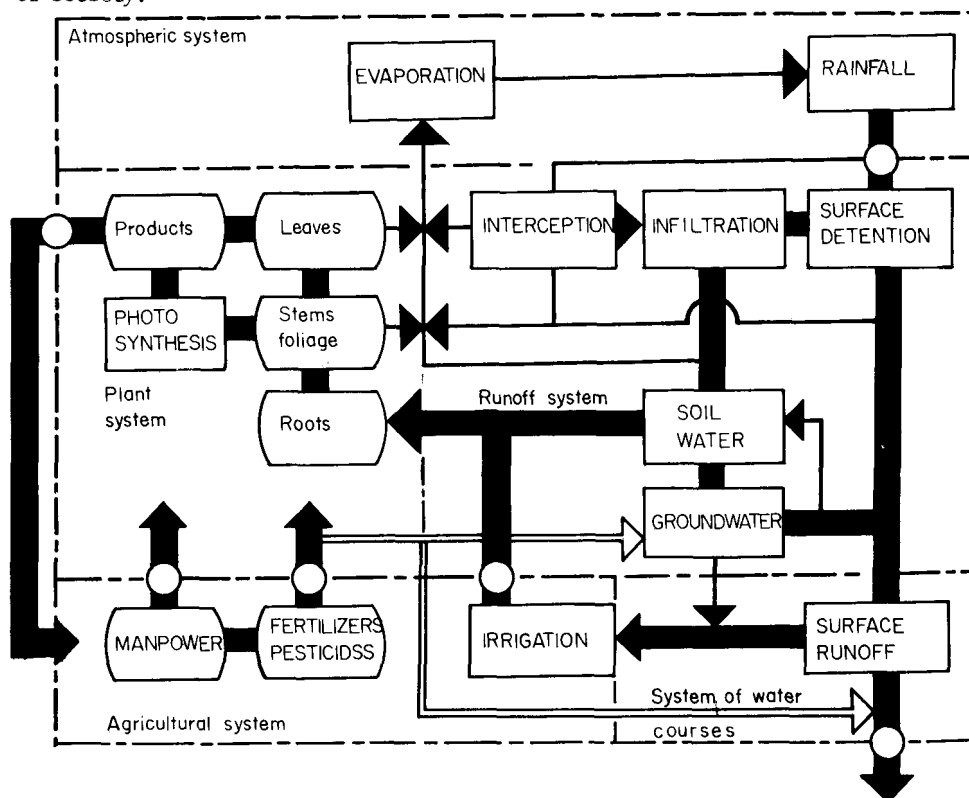 Atmospheric system
EVAPORATION
RAINFALL
Products
Leaves
INTERCEPTION
INFILTRATION
SURFACE
DETENTION
PHOTO
SYNTHESIS
Stems
foliage
Plant
system
Roots
Runoff system
SOIL
WATER
GROUNDWATER
MANPOWER
FERTILIZERS
PESTICIDSS
IRRIGATION
SURFACE
RUNOFF
Agricultural system
System of water
courses